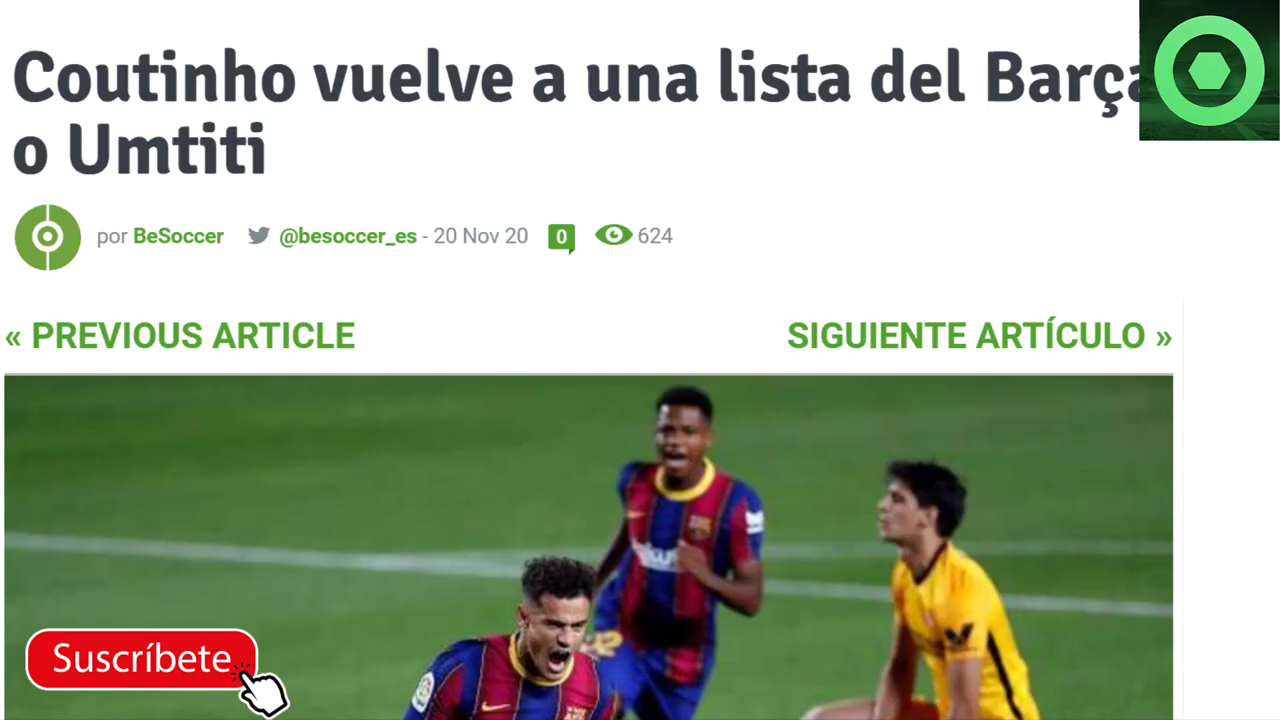 Coutinho vuelve a una lista del Barça
o Umtiti
por BeSoccer @besoccer_es - 20 Nov 20 0 624
« PREVIOUS ARTICLE SIGUIENTE ARTÍCULO »
Suscríbete